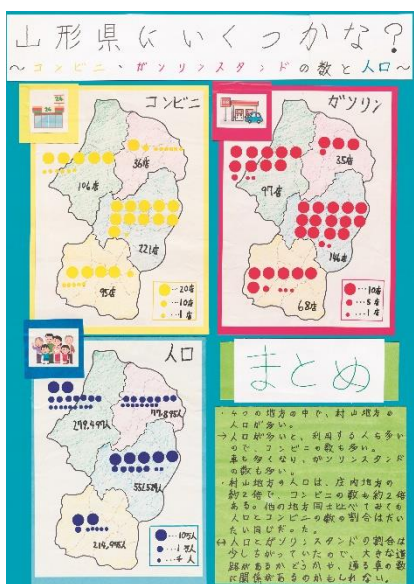 山形県にいくつかな?
〜コンビニ・ガソリンスタンドの数と人口〜
コンビニ
106店
36店
221店
95店
…20店
…10店
…1店
ガソリン
97店
35店
146店
68店
…10店
…5店
…1店
人口
279,497人
77,895人
551,524人
214,975人
…10万人
…1万人
…千人
まとめ
・4つの地方の中で、村山地方の
人口が多い。
→人口が多いと、利用する人も多い
ので、コンビニの数も多い。
車も多くなり、ガソリンスタンド
の数も多い。
・村山地方の人口は、庄内地方の
約2倍で、コンビニの数も約2倍
ある。他の地方同士比べてみても
人口とコンビニの数の割合はだい
たい同じだった。
⇔人口とガソリンスタンドの割合は
少しちがっていたので、大きな道
路があるかどうかや、通る車の数
に関係があるのかもしれない。